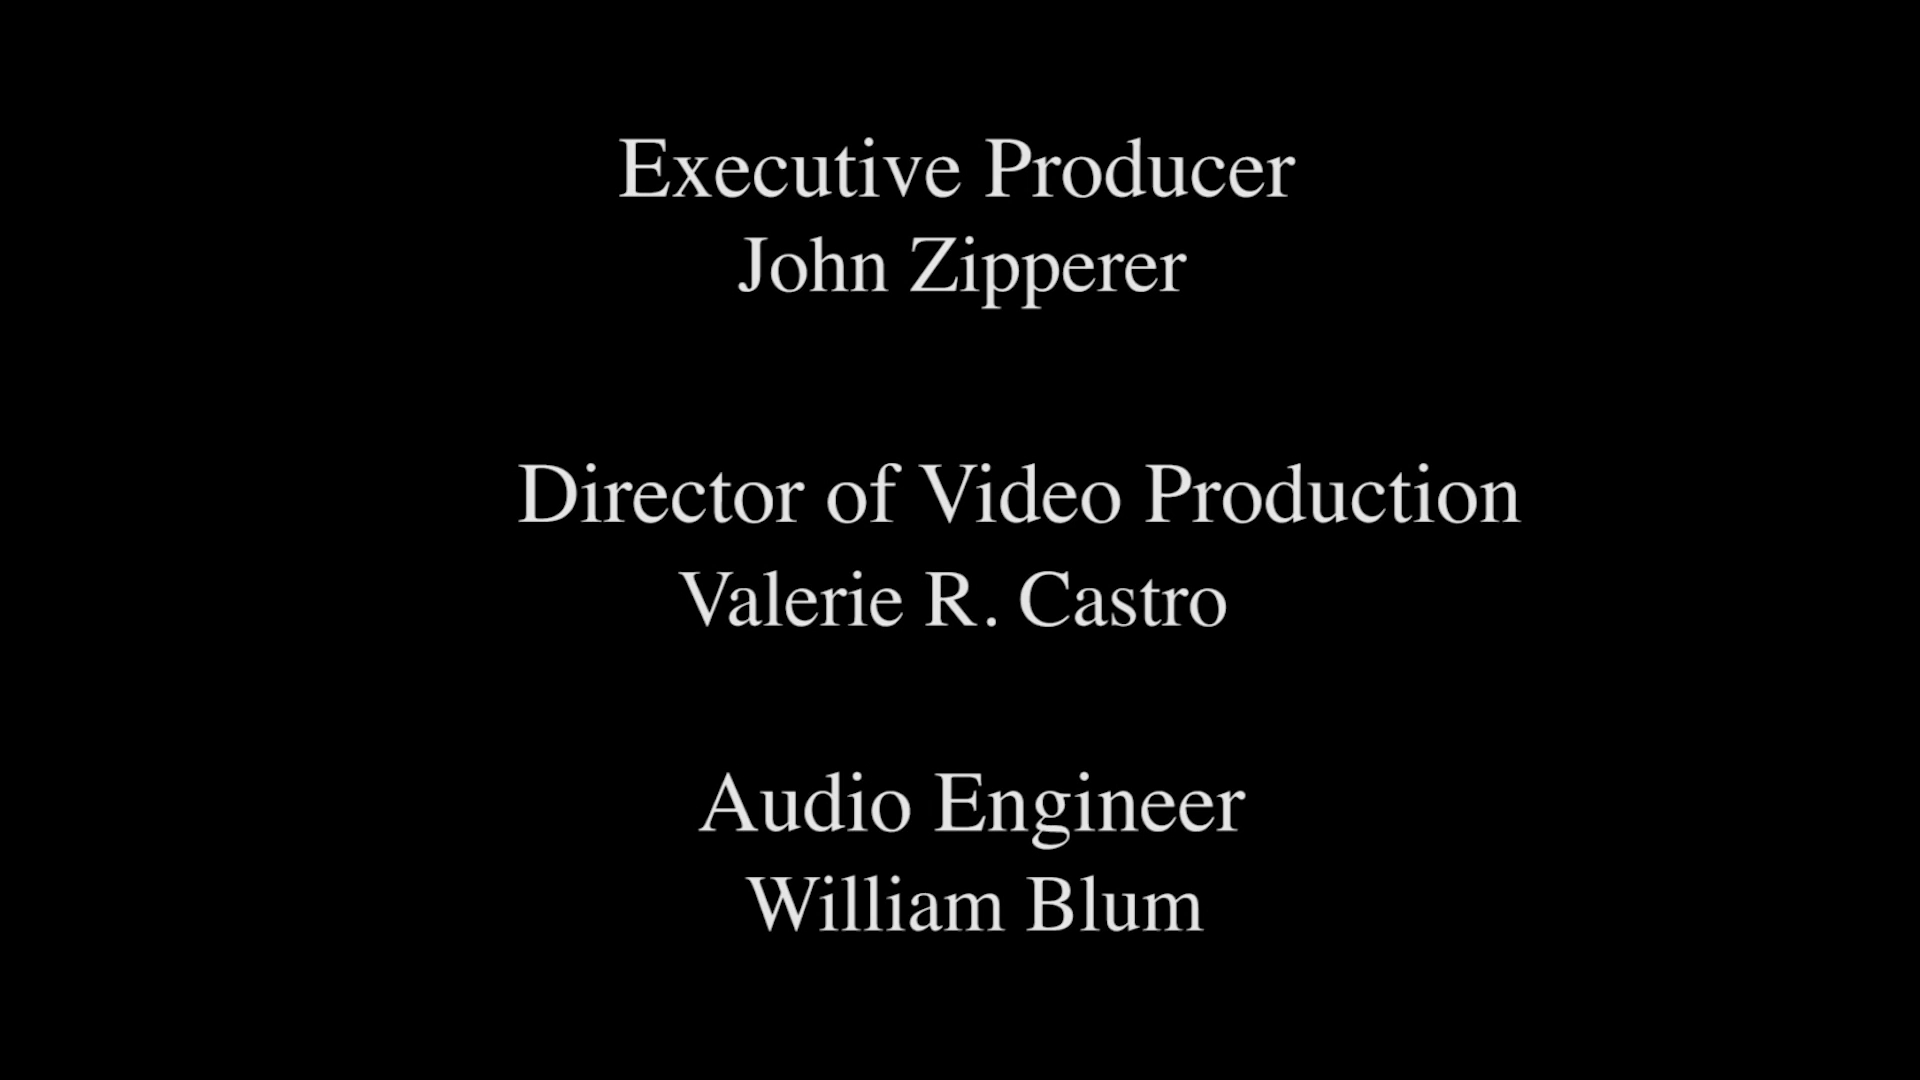 Executive Producer
John Zipperer
Director of Video Production
Valerie R. Castro
Audio Engineer
William Blum